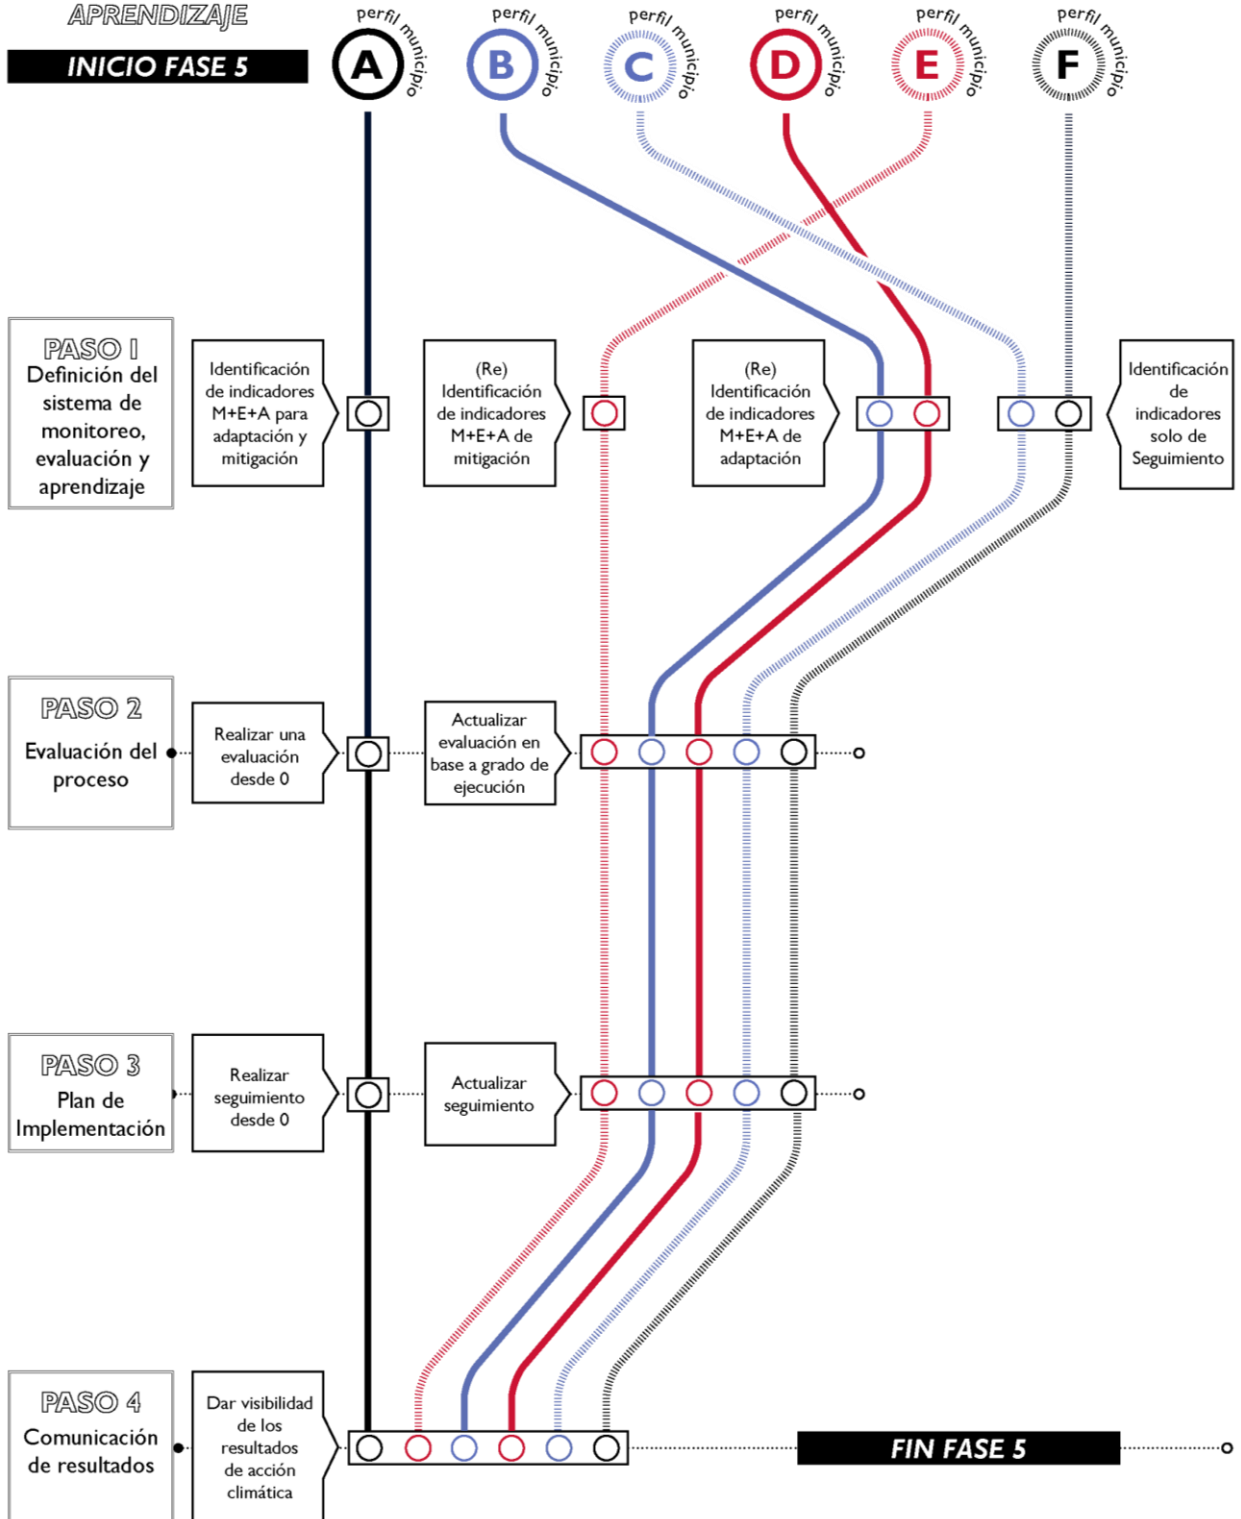 APRENDIZAJE
INICIO FASE 5
perfil municipio
A
perfil municipio
B
perfil municipio
C
perfil municipio
D
perfil municipio
E
perfil municipio
F
PASO 1
Definición del
sistema de
monitoreo,
evaluación y
aprendizaje
Identificación
de indicadores
M+E+A para
adaptación y
mitigación
(Re)
Identificación
de indicadores
M+E+A de
mitigación
(Re)
Identificación
de indicadores
M+E+A de
adaptación
Identificación
de
indicadores
solo de
Seguimiento
PASO 2
Evaluación del
proceso
Realizar una
evaluación
desde 0
Actualizar
evaluación en
base a grado de
ejecución
PASO 3
Plan de
Implementación
Realizar
seguimiento
desde 0
Actualizar
seguimiento
PASO 4
Comunicación
de resultados
Dar visibilidad
de los
resultados
de acción
climática
FIN FASE 5